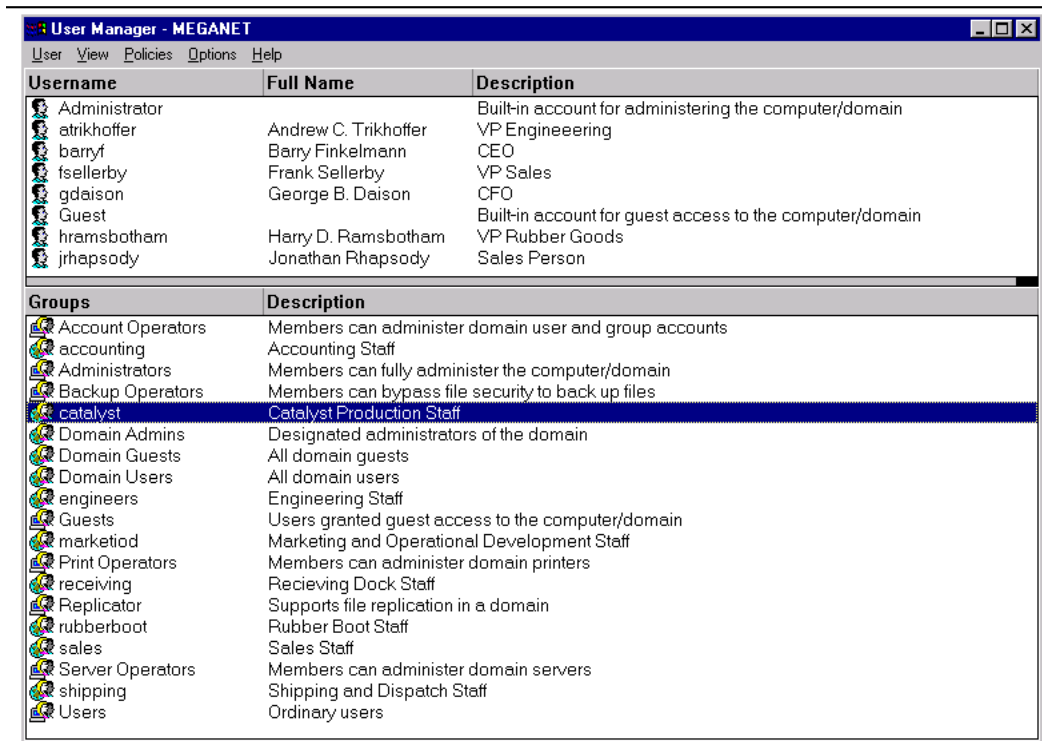 User Manager - MEGANET
User View Policies Options Help
Username Full Name Description
Administrator Built-in account for administering the computer/domain
atrikhoffer Andrew C. Trikhoffer VP Engineeering
barryf Barry Finkelmann CEO
fsellerby Frank Sellerby VP Sales
gdaison George B. Daison CFO
Guest Built-in account for guest access to the computer/domain
hramsbotham Harry D. Ramsbotham VP Rubber Goods
jrhapsody Jonathan Rhapsody Sales Person
Groups Description
Account Operators Members can administer domain user and group accounts
accounting Accounting Staff
Administrators Members can fully administer the computer/domain
Backup Operators Members can bypass file security to back up files
catalyst Catalyst Production Staff
Domain Admins Designated administrators of the domain
Domain Guests All domain guests
Domain Users All domain users
engineers Engineering Staff
Guests Users granted guest access to the computer/domain
marketiod Marketing and Operational Development Staff
Print Operators Members can administer domain printers
receiving Recieving Dock Staff
Replicator Supports file replication in a domain
rubberboot Rubber Boot Staff
sales Sales Staff
Server Operators Members can administer domain servers
shipping Shipping and Dispatch Staff
Users Ordinary users